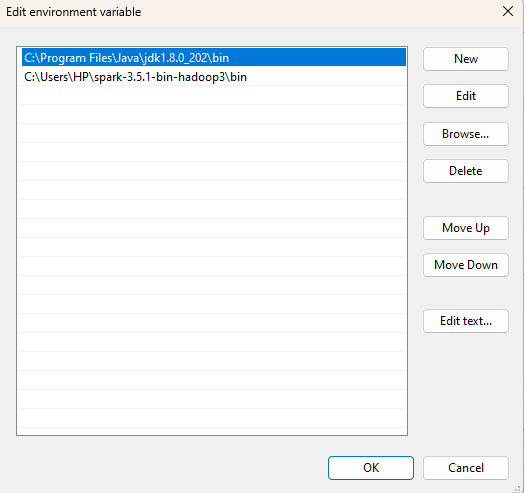 Edit environment variable
C:\Program Files\Java\jdk1.8.0_202\bin
C:\Users\HP\spark-3.5.1-bin-hadoop3\bin
New
Edit
Browse...
Delete
Move Up
Move Down
Edit text...
OK
Cancel